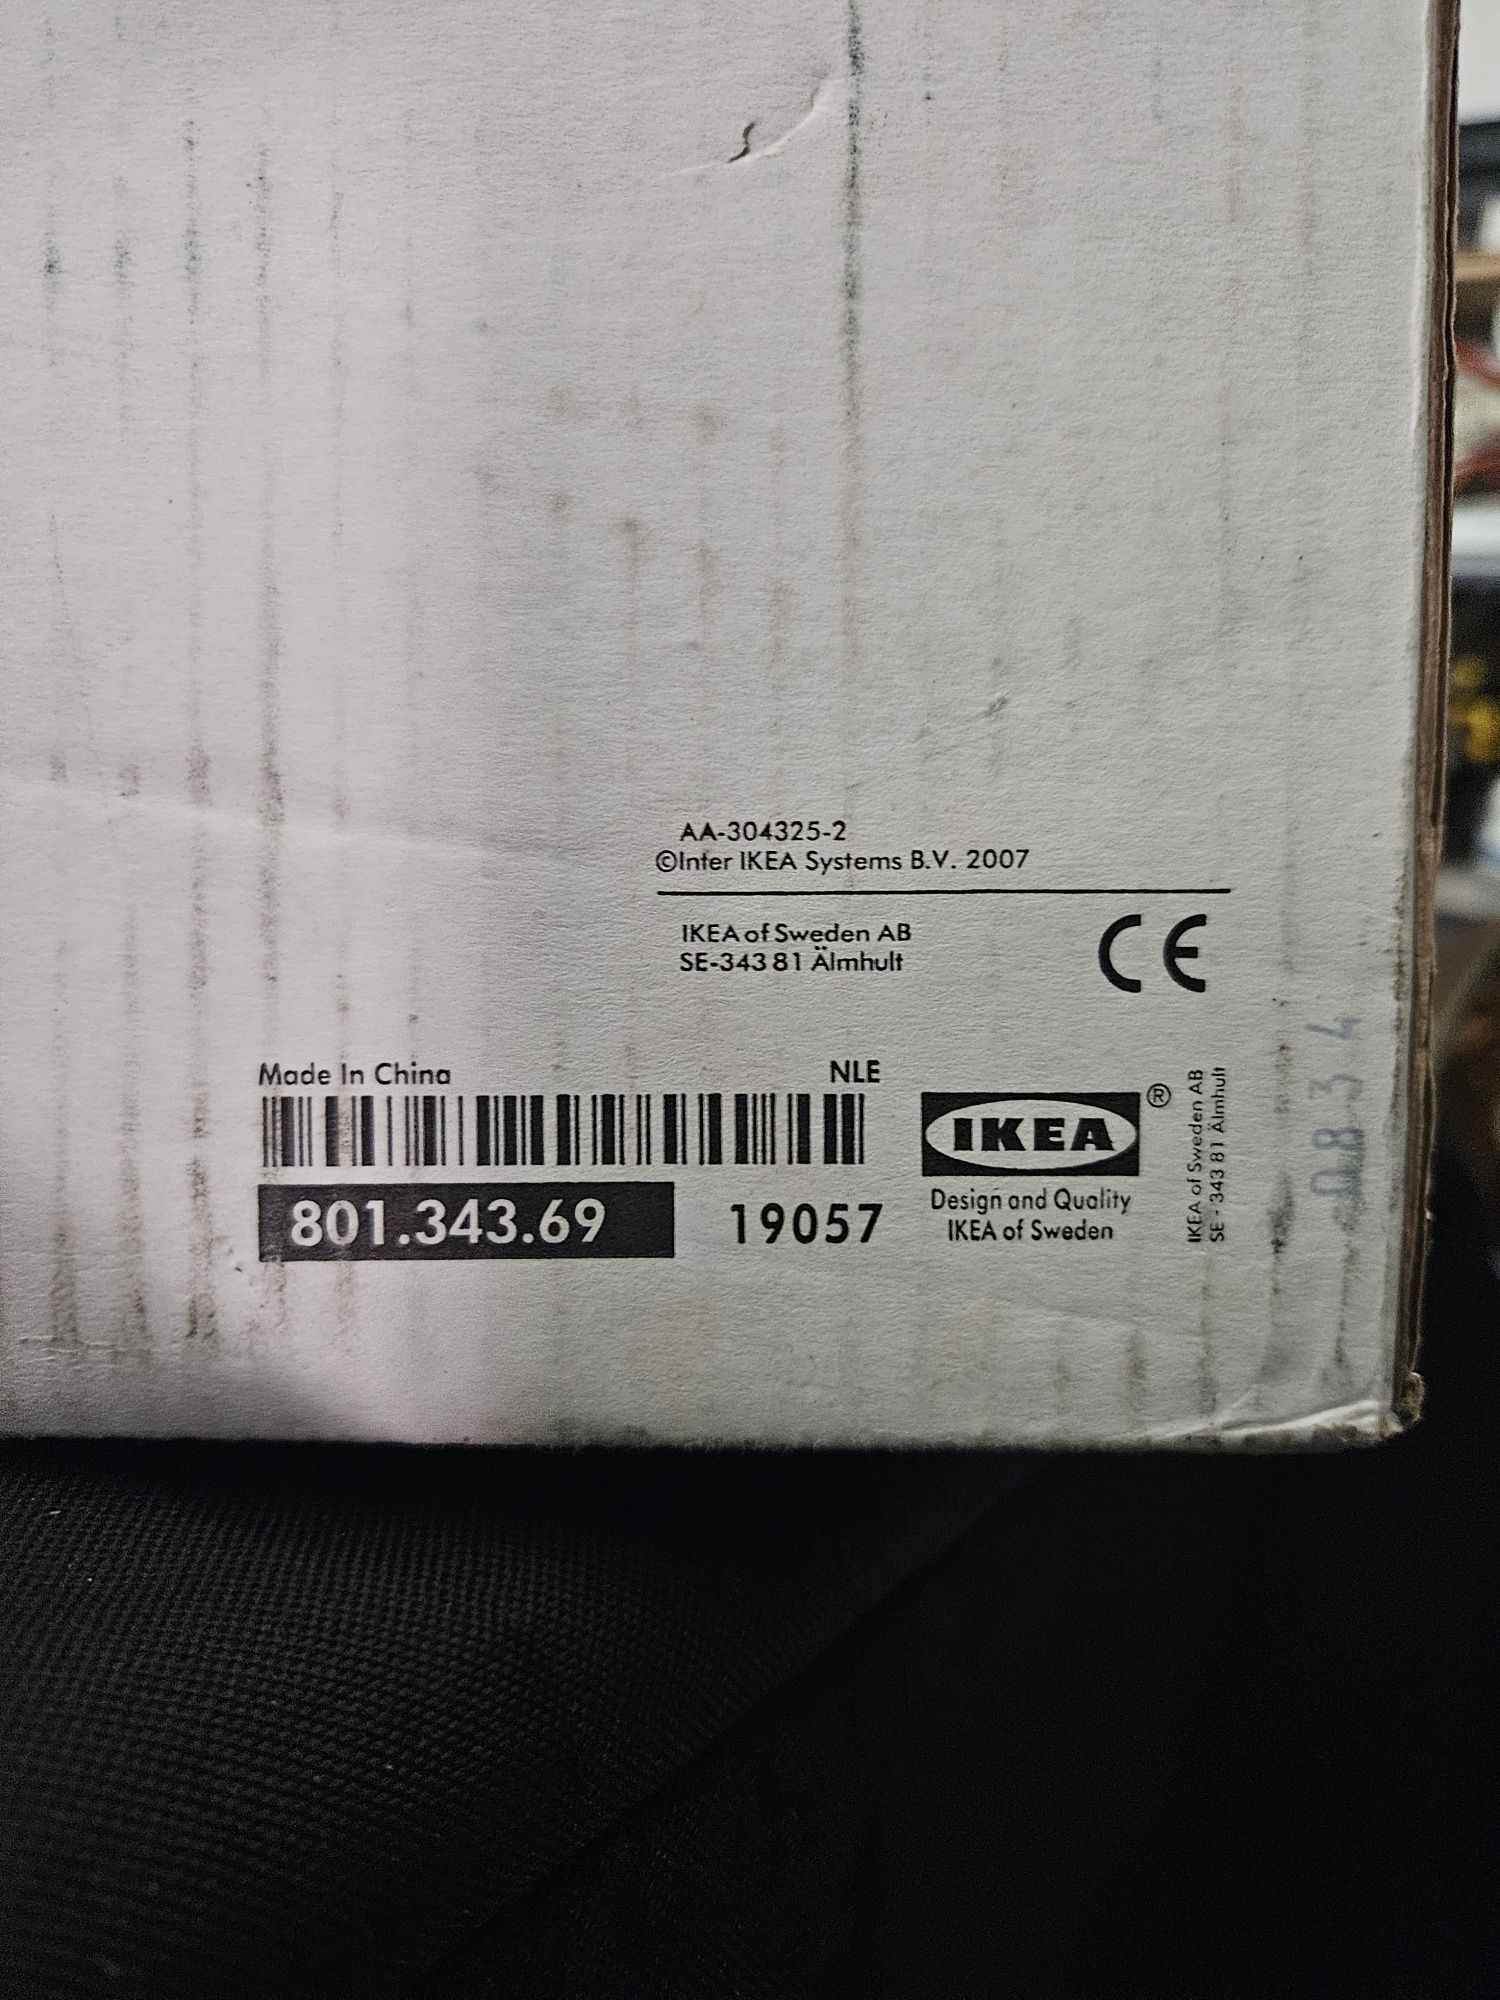 AA-304325-2
©Inter IKEA Systems B.V. 2007
IKEA of Sweden AB
SE-343 81 Älmhult
CE
Made In China
NLE
801.343.69
19057
IKEA ®
Design and Quality
IKEA of Sweden
IKEA of Sweden AB
SE - 343 81 Älmhult
0834